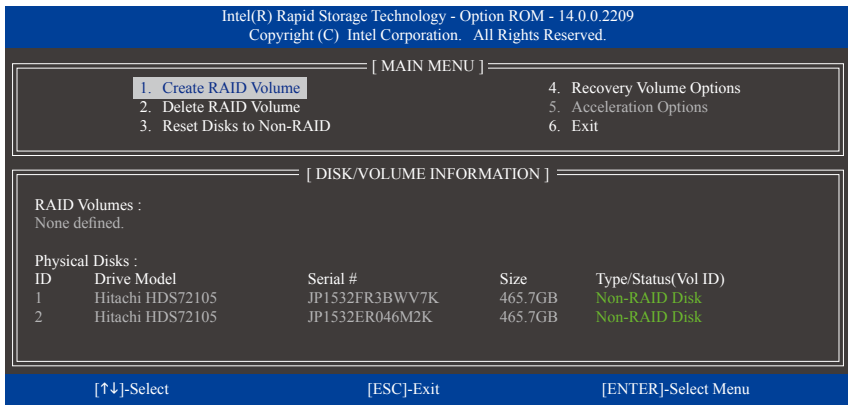 Intel(R) Rapid Storage Technology - Option ROM - 14.0.0.2209
Copyright (C) Intel Corporation. All Rights Reserved.
[ MAIN MENU ]
1. Create RAID Volume
2. Delete RAID Volume
3. Reset Disks to Non-RAID
4. Recovery Volume Options
5. Acceleration Options
6. Exit
[ DISK/VOLUME INFORMATION ]
RAID Volumes :
None defined.
Physical Disks :
ID Drive Model Serial # Size Type/Status(Vol ID)
1 Hitachi HDS72105 JP1532FR3BWV7K 465.7GB Non-RAID Disk
2 Hitachi HDS72105 JP1532ER046M2K 465.7GB Non-RAID Disk
[↑↓]-Select [ESC]-Exit [ENTER]-Select Menu